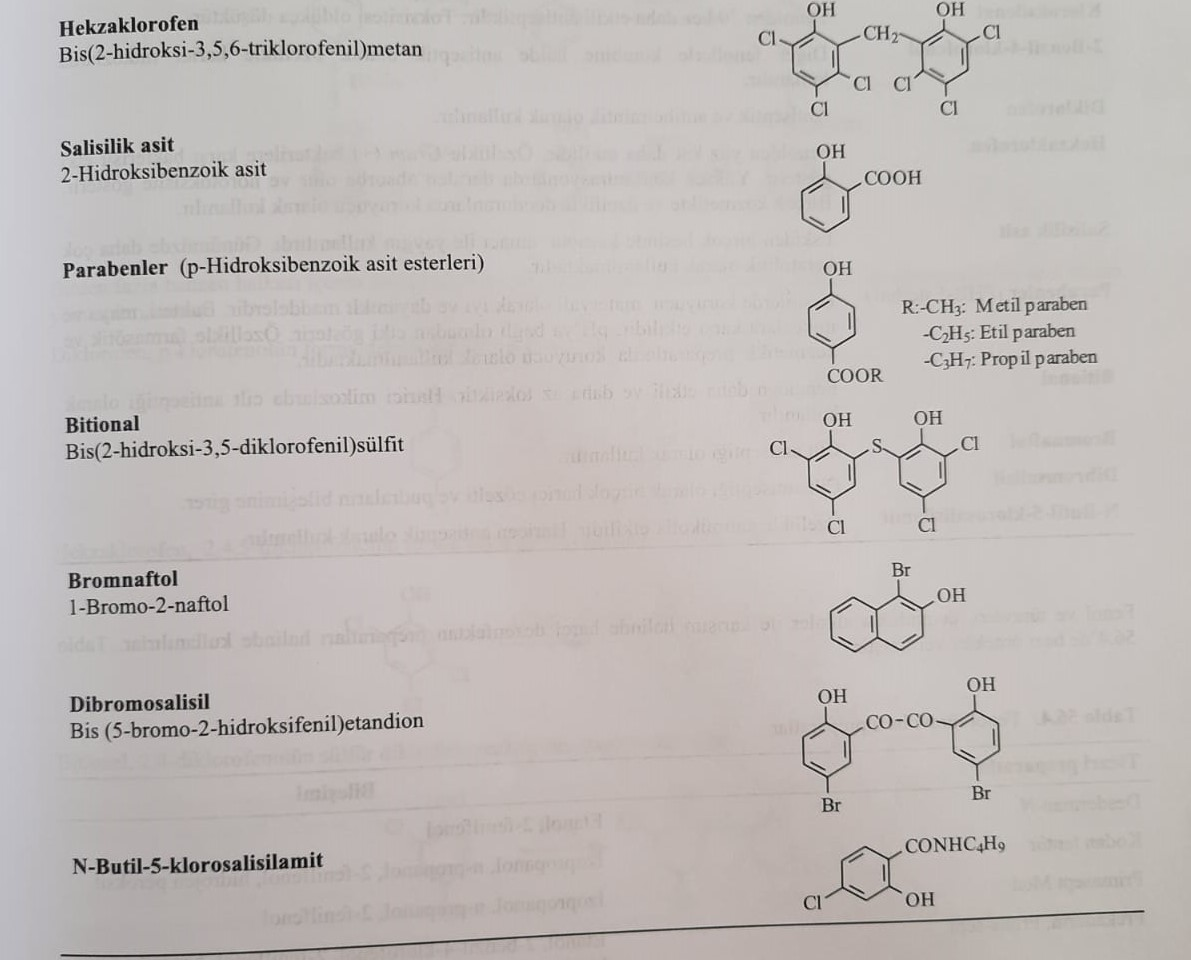 Hekzaklorofen
Bis(2-hidroksi-3,5,6-triklorofenil)metan
OH OH
Cl CH₂ Cl
Cl Cl
Cl Cl
Salisilik asit
2-Hidroksibenzoik asit
OH
COOH
Parabenler (p-Hidroksibenzoik asit esterleri)
OH
R:-CH₃: Metil paraben
-C₂H₅: Etil paraben
-C₃H₇: Propil paraben
COOR
Bitional
Bis(2-hidroksi-3,5-diklorofenil)sülfit
OH OH
Cl S Cl
Cl Cl
Bromnaftol
1-Bromo-2-naftol
Br
OH
Dibromosalisil
Bis (5-bromo-2-hidroksifenil)etandion
OH OH
CO-CO
Br Br
N-Butil-5-klorosalisilamit
CONHC₄H₉
Cl OH